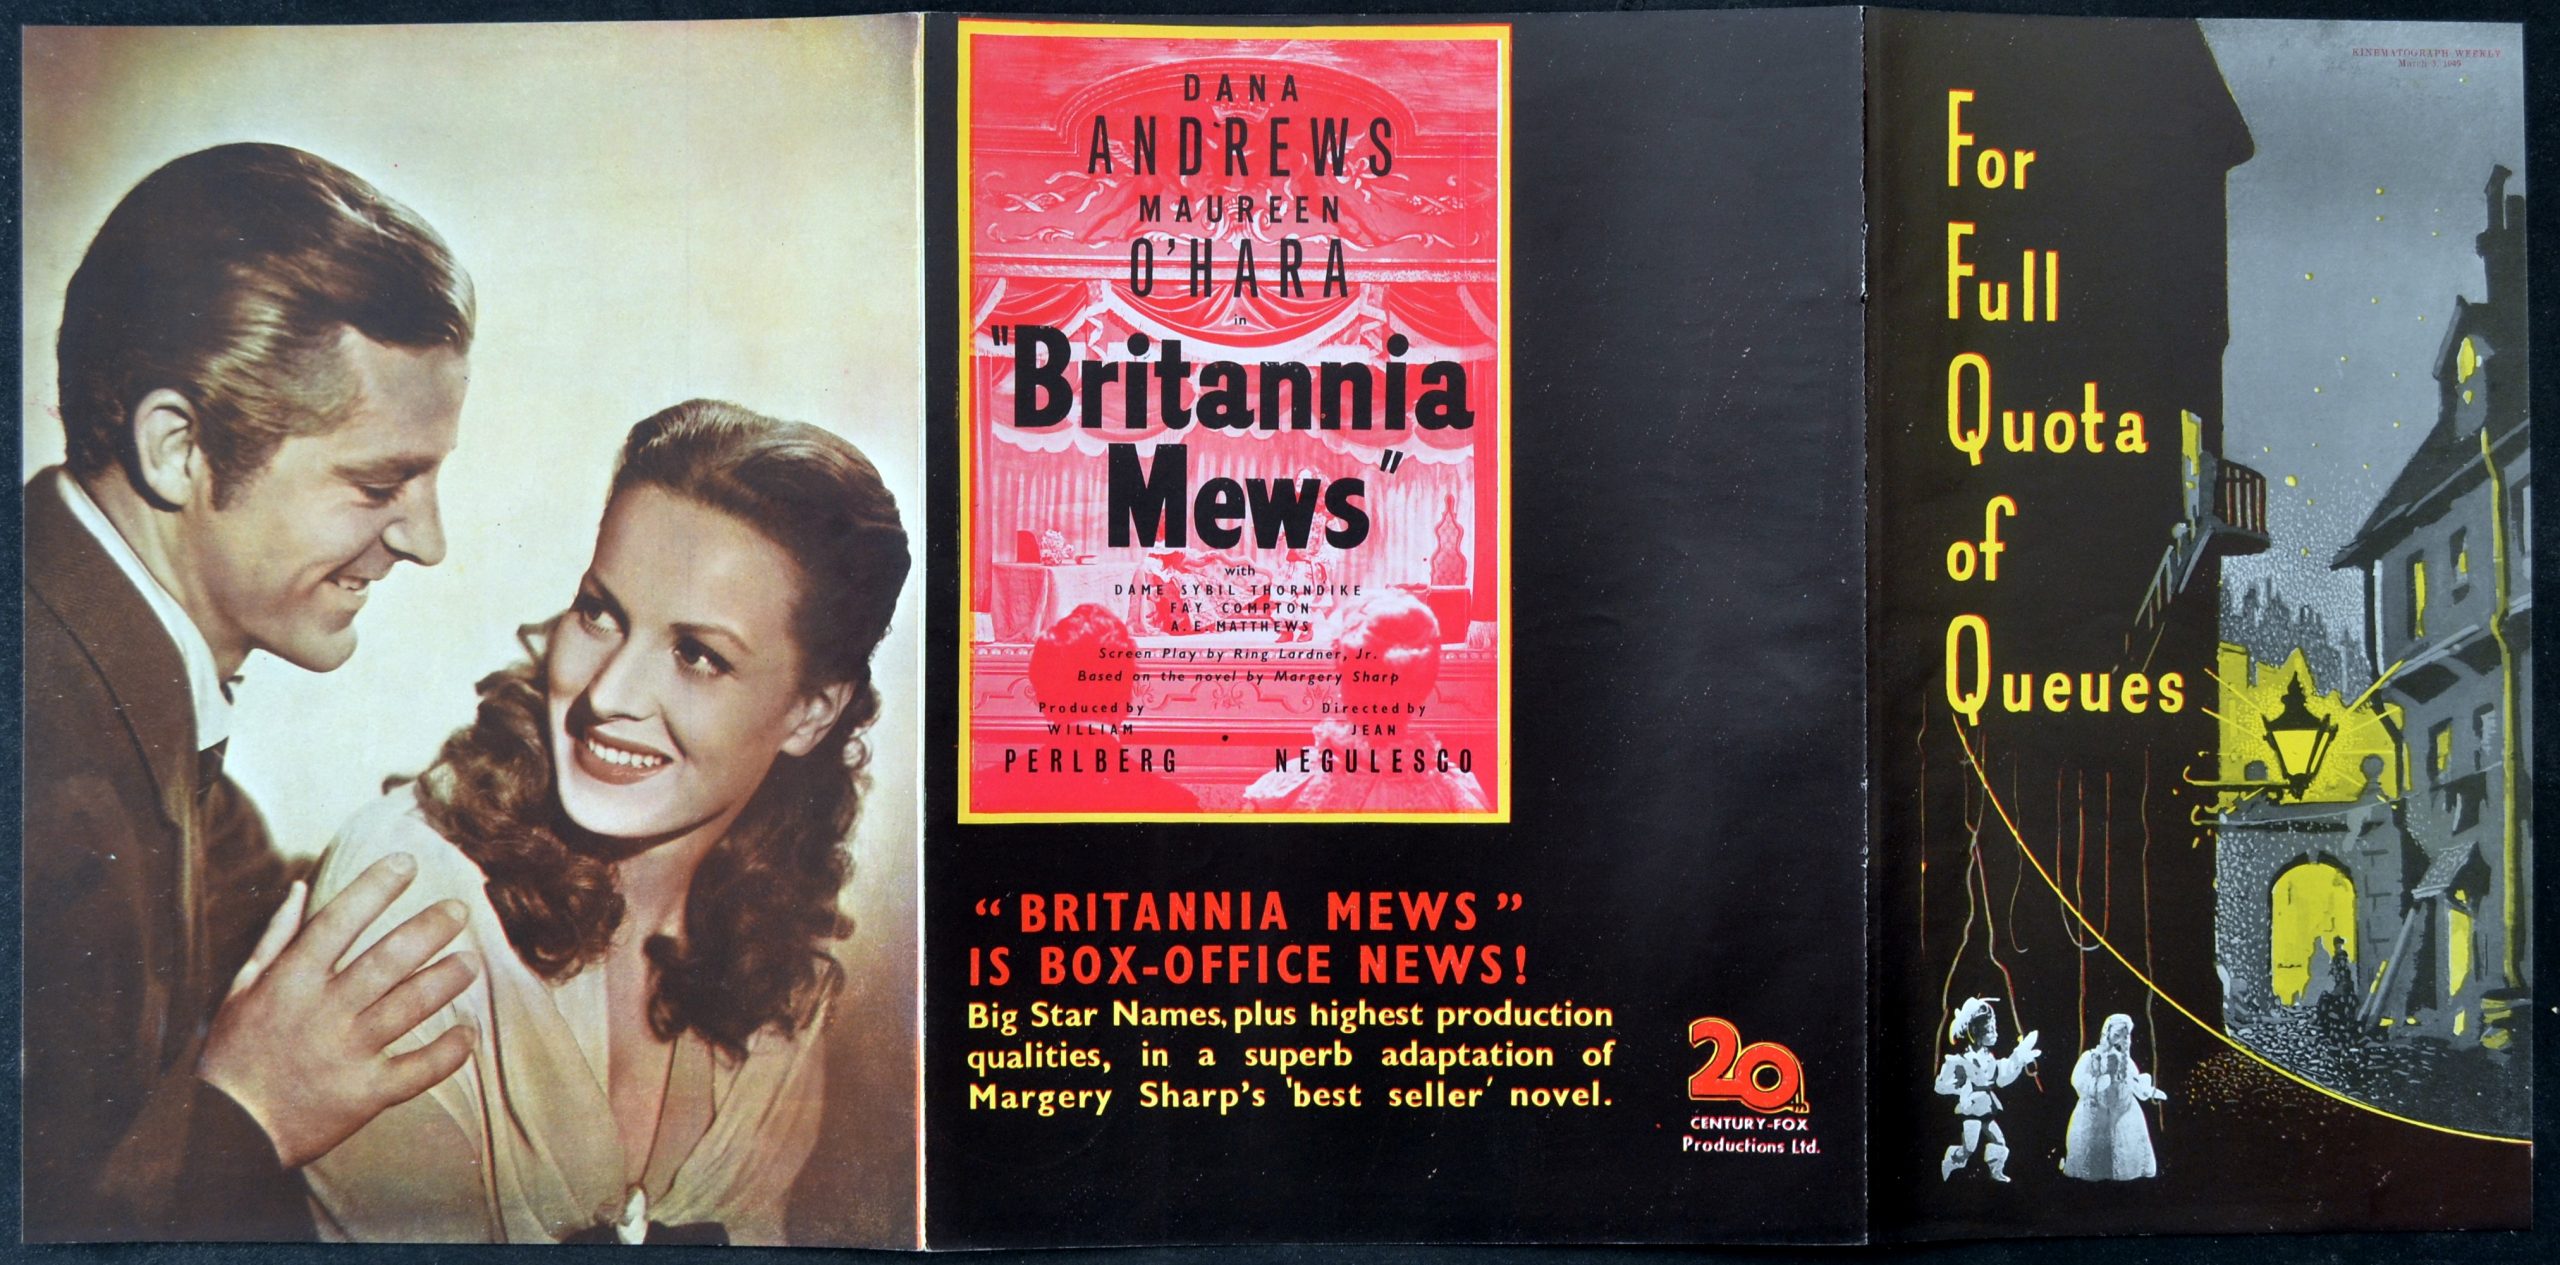 DANA
ANDREWS
MAUREEN
O'HARA
in
"Britannia
Mews"
with
DAME SYBIL THORNDIKE
FAY COMPTON
A. E. MATTHEWS
Screen Play by Ring Lardner, Jr.
Based on the novel by Margery Sharp
Produced by
WILLIAM
PERLBERG
Directed by
JEAN
NEGULESCO
"BRITANNIA MEWS"
IS BOX-OFFICE NEWS!
Big Star Names, plus highest production
qualities, in a superb adaptation of
Margery Sharp's 'best seller' novel.
20
CENTURY-FOX
Productions Ltd.
KINEMATOGRAPH WEEKLY
March 3, 1949
For
Full
Quota
of
Queues